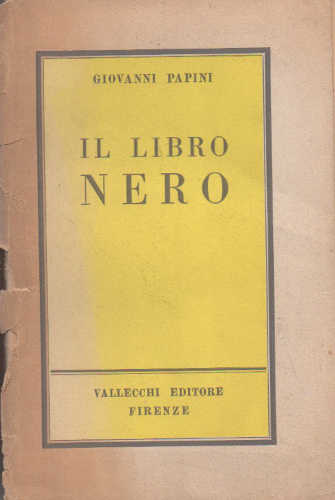 GIOVANNI PAPINI
IL LIBRO
NERO
VALLECCHI EDITORE
FIRENZE